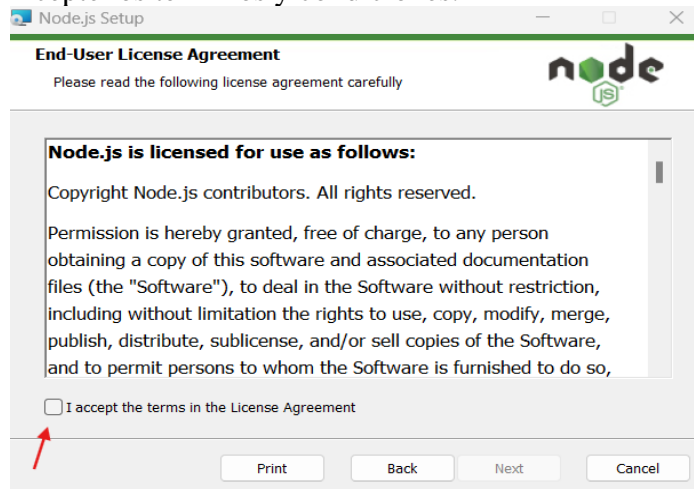 Node.js Setup
End-User License Agreement
Please read the following license agreement carefully
node
JS
Node.js is licensed for use as follows:
Copyright Node.js contributors. All rights reserved.
Permission is hereby granted, free of charge, to any person
obtaining a copy of this software and associated documentation
files (the "Software"), to deal in the Software without restriction,
including without limitation the rights to use, copy, modify, merge,
publish, distribute, sublicense, and/or sell copies of the Software,
and to permit persons to whom the Software is furnished to do so,
I accept the terms in the License Agreement
Print Back Next Cancel